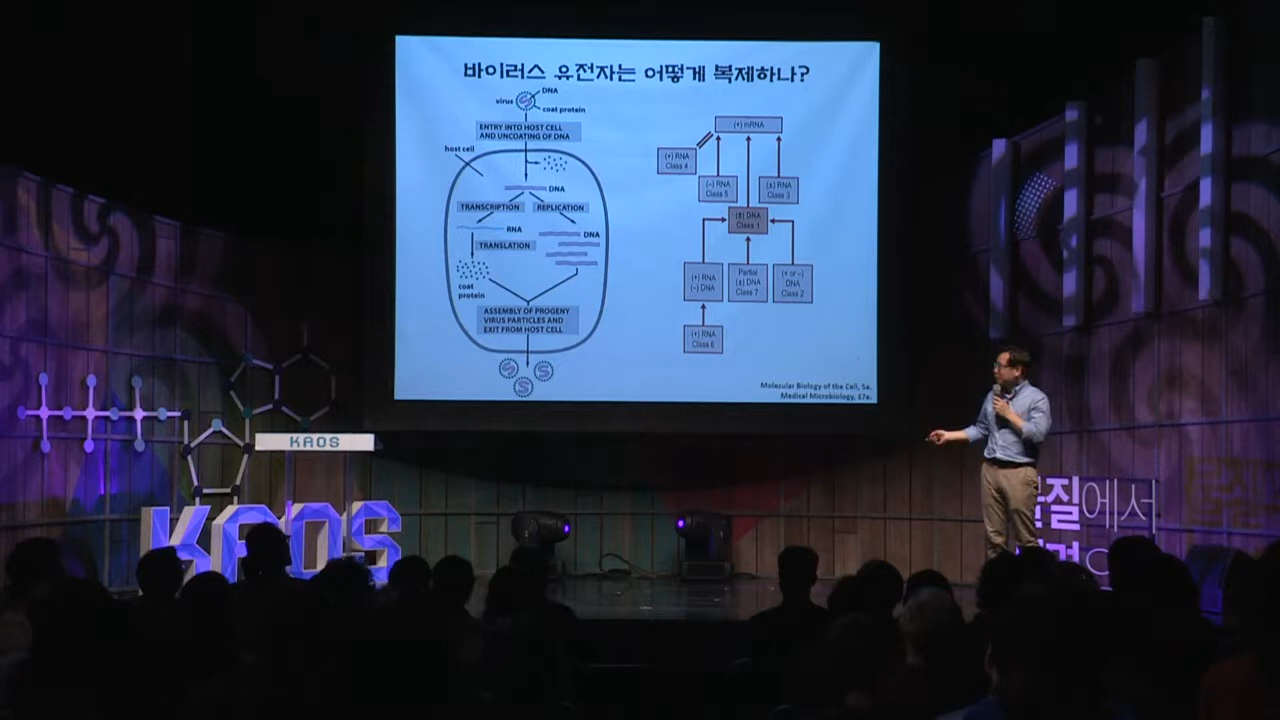 바이러스 유전자는 어떻게 복제하나?
DNA
virus
coat protein
ENTRY INTO HOST CELL
AND UNCOATING OF DNA
host cell
DNA
TRANSCRIPTION
REPLICATION
RNA
DNA
TRANSLATION
coat
protein
ASSEMBLY OF PROGENY
VIRUS PARTICLES AND
EXIT FROM HOST CELL
(+) mRNA
(+) RNA
Class 4
(–) RNA
Class 5
(±) RNA
Class 3
(±) DNA
Class 1
(+) RNA
(–) DNA
Partial
(±) DNA
Class 7
(+ or –)
DNA
Class 2
(+) RNA
Class 6
Molecular Biology of the Cell, 5e.
Medical Microbiology, 17e.
KAOS
KAOS
질에서